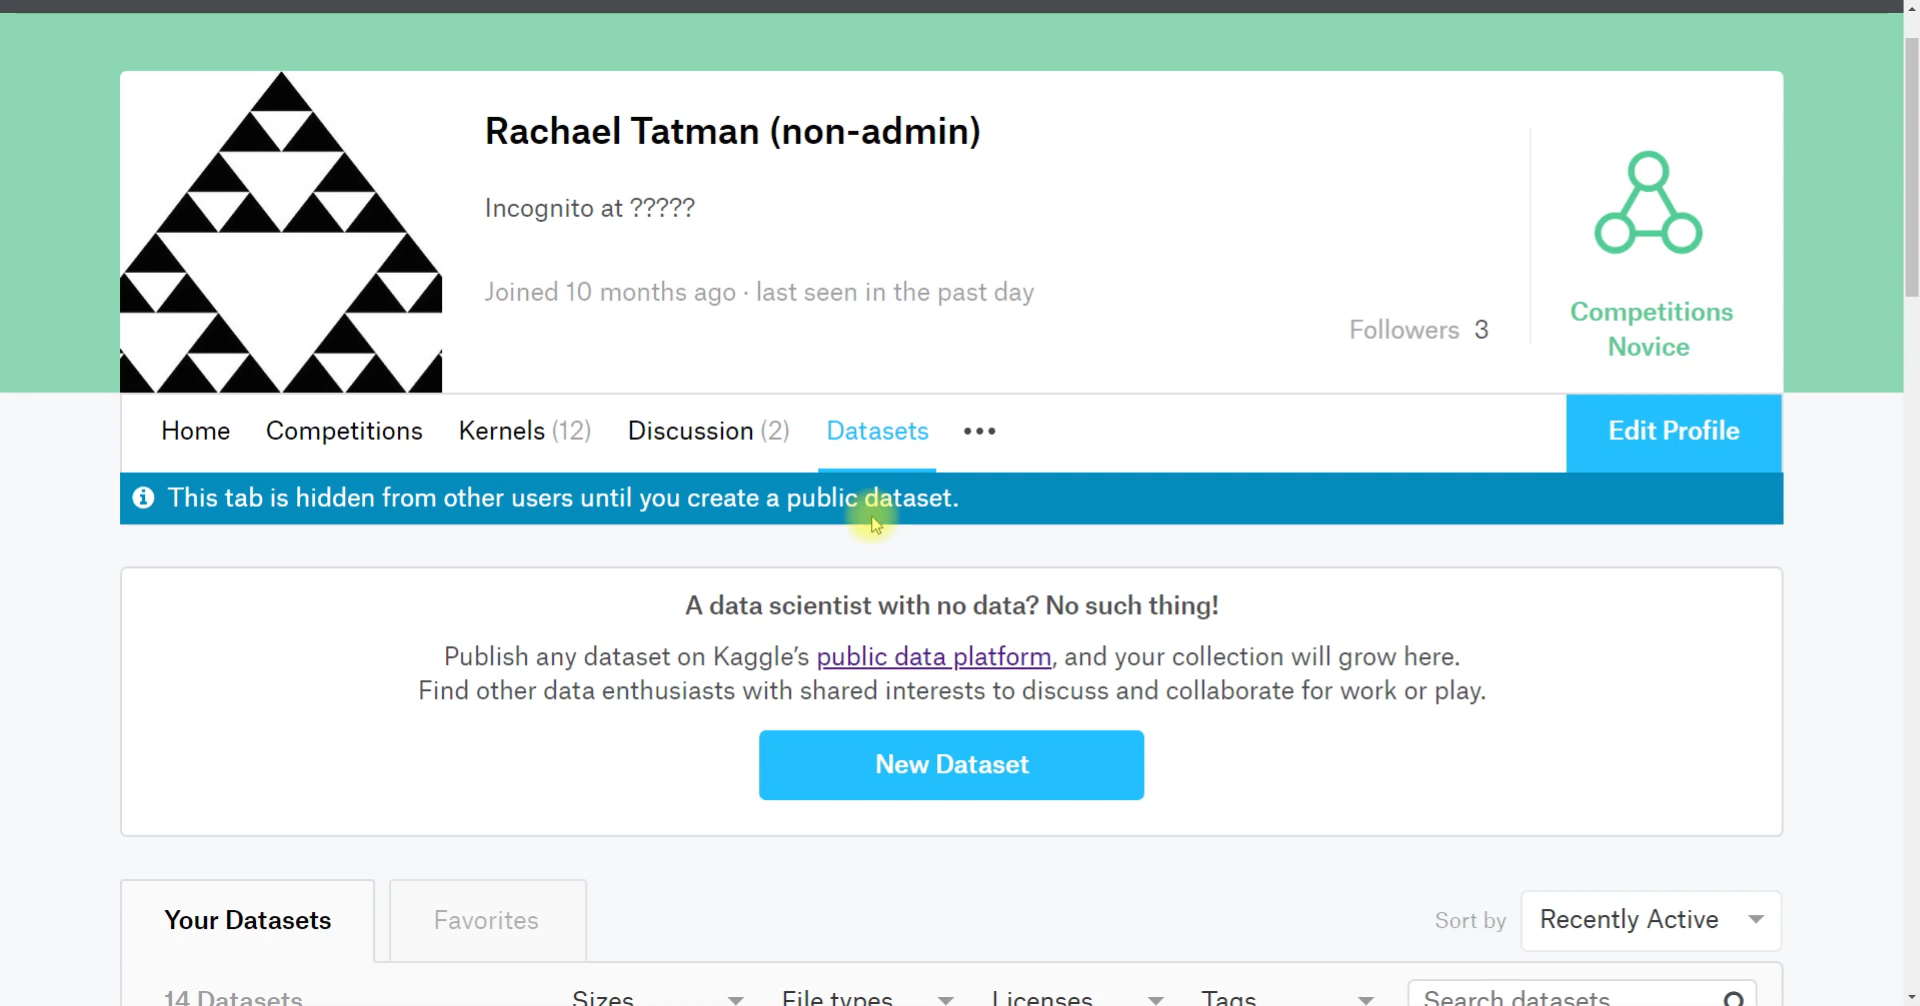 Rachael Tatman (non-admin)
Incognito at ?????
Joined 10 months ago · last seen in the past day
Followers 3
Competitions
Novice
Home Competitions Kernels (12) Discussion (2) Datasets •••
Edit Profile
This tab is hidden from other users until you create a public dataset.
A data scientist with no data? No such thing!
Publish any dataset on Kaggle's public data platform, and your collection will grow here.
Find other data enthusiasts with shared interests to discuss and collaborate for work or play.
New Dataset
Your Datasets Favorites
Sort by Recently Active
14 Datasets Sizes File types Licenses Tags Search datasets